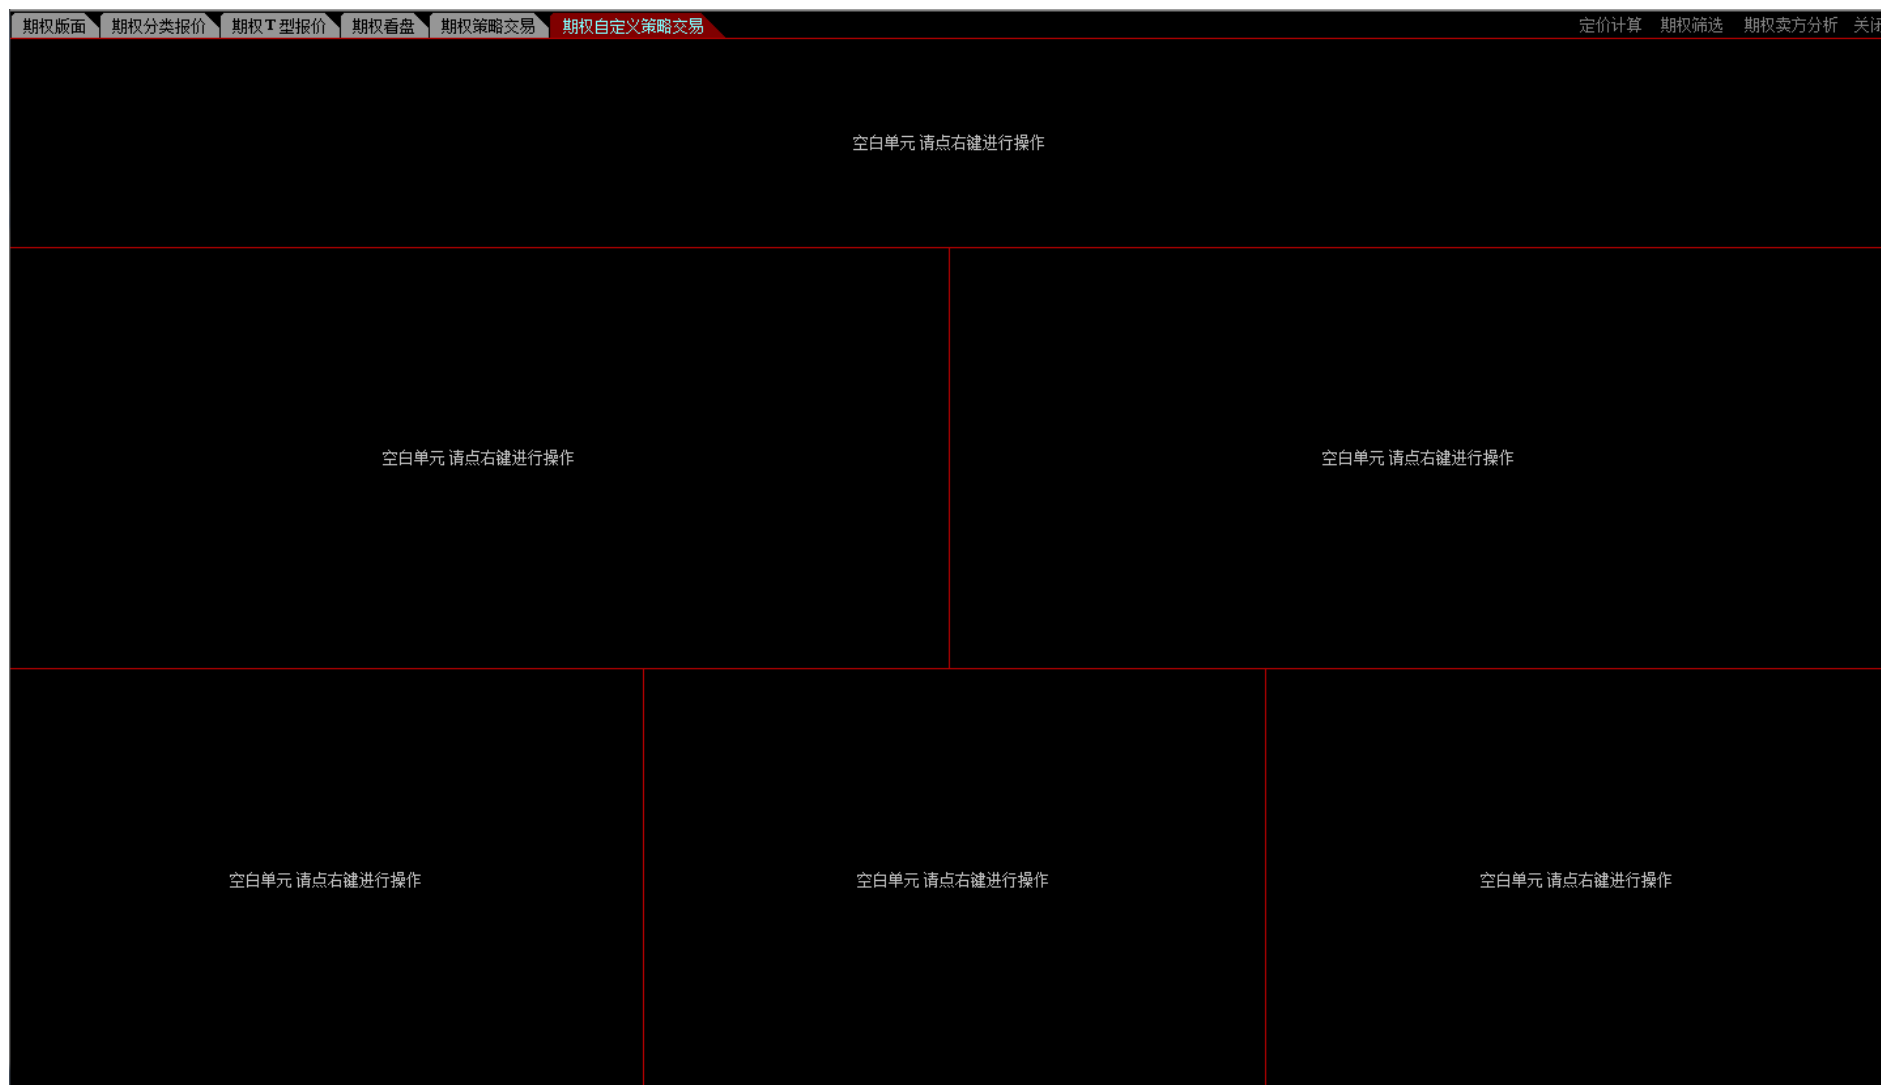 期权版面 期权分类报价 期权T型报价 期权看盘 期权策略交易 期权自定义策略交易 定价计算 期权筛选 期权卖方分析 关闭
空白单元 请点右键进行操作
空白单元 请点右键进行操作 空白单元 请点右键进行操作
空白单元 请点右键进行操作 空白单元 请点右键进行操作 空白单元 请点右键进行操作